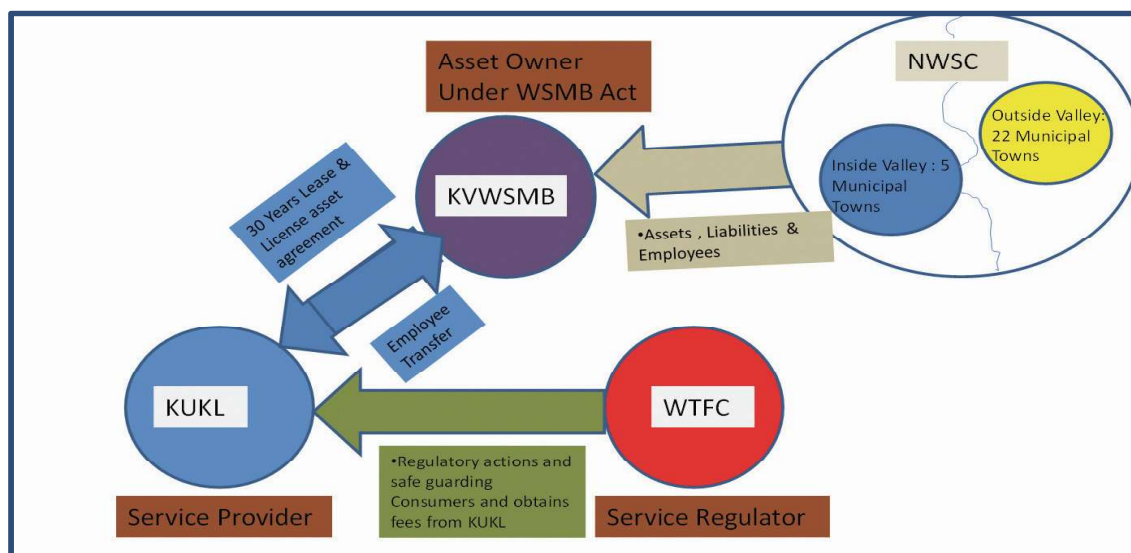 Asset Owner
Under WSMB Act
NWSC
Outside Valley:
22 Municipal
Towns
Inside Valley : 5
Municipal
Towns
KVWSMB
•Assets , Liabilities &
Employees
30 Years Lease &
License asset
agreement
Employee
Transfer
KUKL
WTFC
•Regulatory actions and
safe guarding
Consumers and obtains
fees from KUKL
Service Provider
Service Regulator